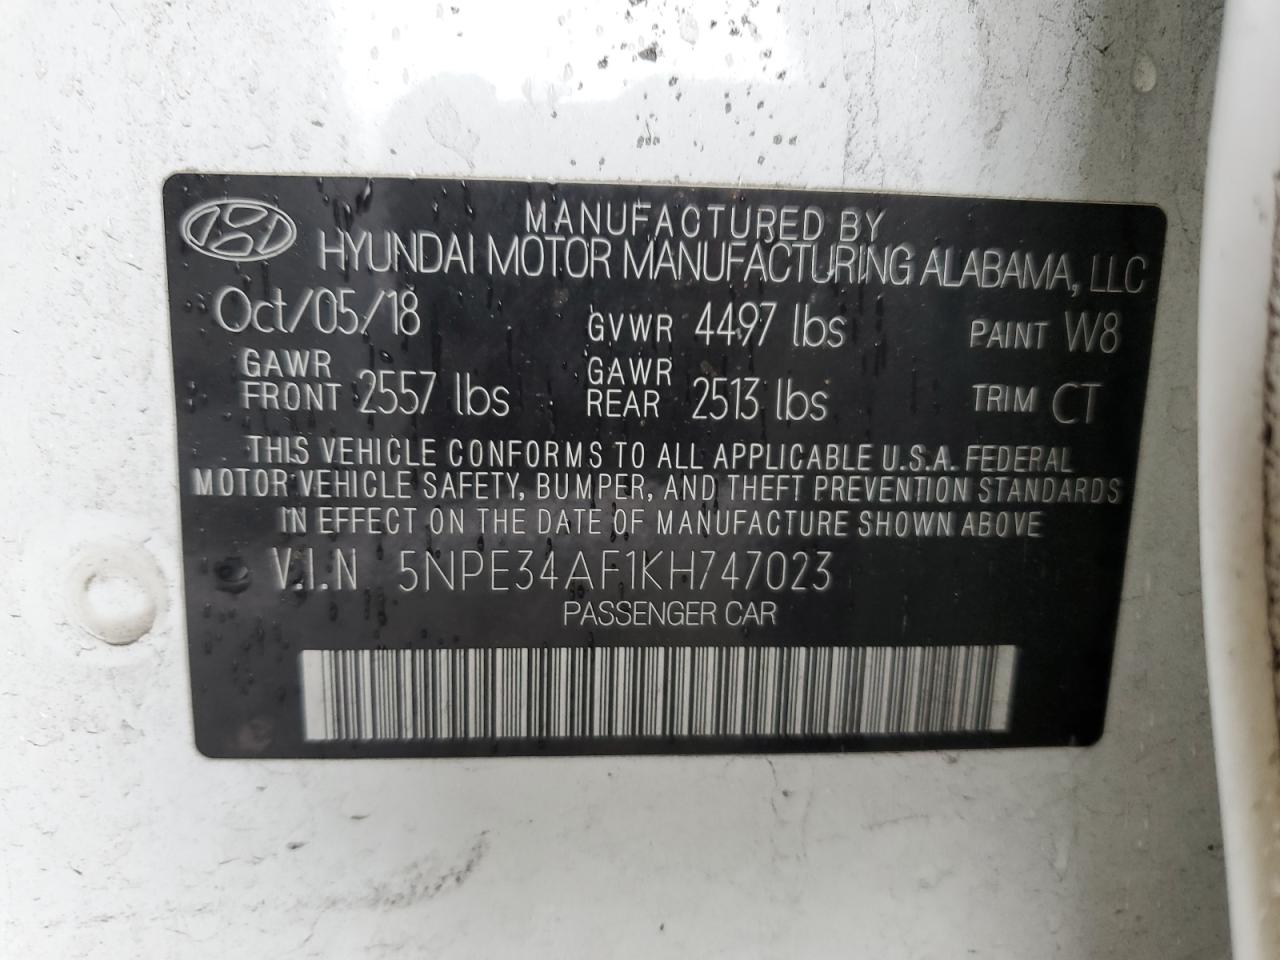 MANUFACTURED BY
HYUNDAI MOTOR MANUFACTURING ALABAMA, LLC
Oct/05/18 GVWR 4497 lbs PAINT W8
GAWR FRONT 2557 lbs GAWR REAR 2513 lbs TRIM CT
THIS VEHICLE CONFORMS TO ALL APPLICABLE U.S.A. FEDERAL
MOTOR VEHICLE SAFETY, BUMPER, AND THEFT PREVENTION STANDARDS
IN EFFECT ON THE DATE OF MANUFACTURE SHOWN ABOVE
V.I.N 5NPE34AF1KH747023
PASSENGER CAR